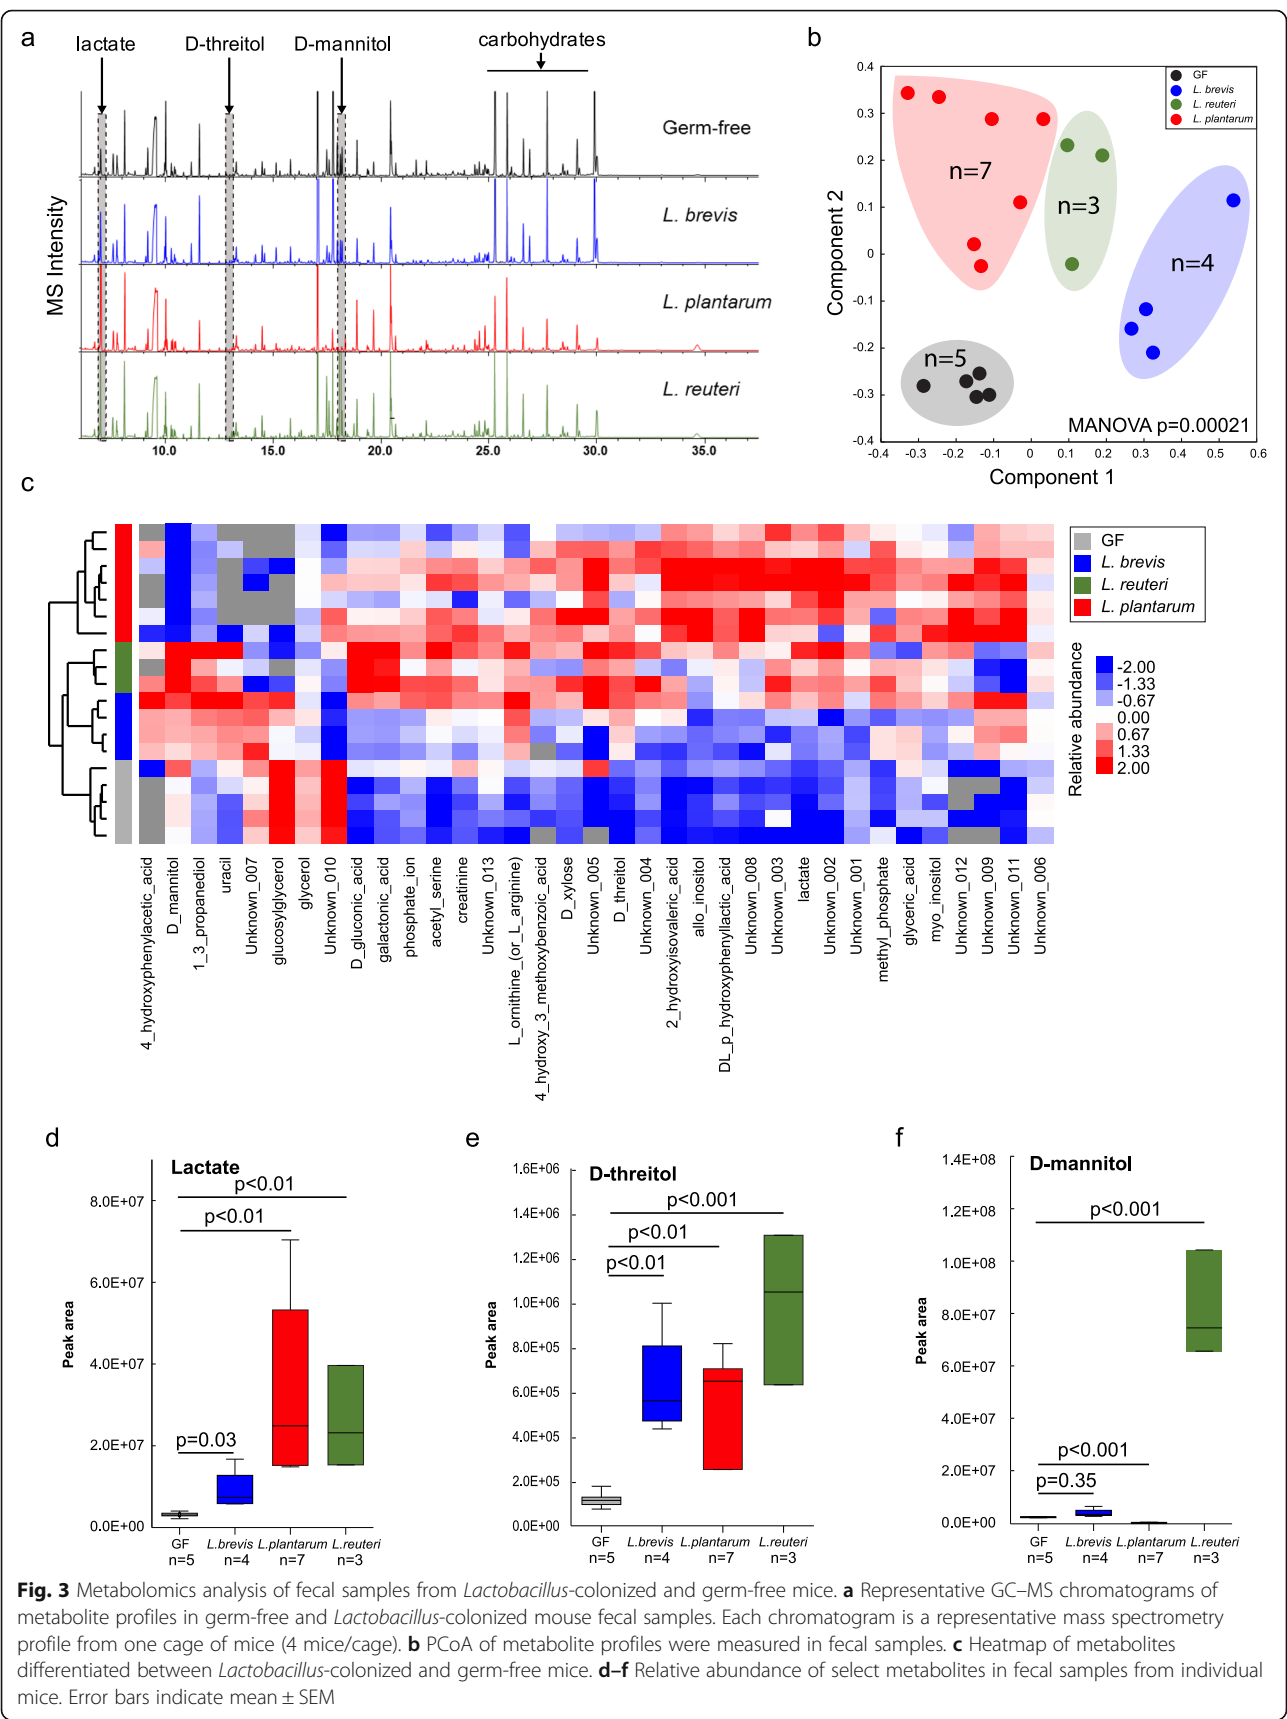 a
lactate
D-threitol
D-mannitol
carbohydrates
MS Intensity
Germ-free
L. brevis
L. plantarum
L. reuteri
10.0 15.0 20.0 25.0 30.0 35.0
b
Component 2
0.4
0.3
0.2
0.1
0
-0.1
-0.2
-0.3
-0.4
GF
L. brevis
L. reuteri
L. plantarum
n=7
n=3
n=4
n=5
MANOVA p=0.00021
-0.4 -0.3 -0.2 -0.1 0 0.1 0.2 0.3 0.4 0.5 0.6
Component 1
c
GF
L. brevis
L. reuteri
L. plantarum
Relative abundance
-2.00
-1.33
-0.67
0.00
0.67
1.33
2.00
4_hydroxyphenylacetic_acid
D_mannitol
1_3_propanediol
uracil
Unknown_007
glucosylglycerol
glycerol
Unknown_010
D_gluconic_acid
galactonic_acid
phosphate_ion
acetyl_serine
creatinine
Unknown_013
L_ornithine_(or_L_arginine)
4_hydroxy_3_methoxybenzoic_acid
D_xylose
Unknown_005
D_threitol
Unknown_004
2_hydroxyisovaleric_acid
allo_inositol
DL_p_hydroxyphenyllactic_acid
Unknown_008
Unknown_003
lactate
Unknown_002
Unknown_001
methyl_phosphate
glyceric_acid
myo_inositol
Unknown_012
Unknown_009
Unknown_011
Unknown_006
d
Lactate
Peak area
8.0E+07
6.0E+07
4.0E+07
2.0E+07
0.0E+00
p<0.01
p<0.01
p=0.03
GF L.brevis L.plantarum L.reuteri
n=5 n=4 n=7 n=3
e
D-threitol
Peak area
1.6E+06
1.4E+06
1.2E+06
1.0E+06
8.0E+05
6.0E+05
4.0E+05
2.0E+05
0.0E+00
p<0.001
p<0.01
p<0.01
GF L.brevis L.plantarum L.reuteri
n=5 n=4 n=7 n=3
f
D-mannitol
Peak area
1.4E+08
1.2E+08
1.0E+08
8.0E+07
6.0E+07
4.0E+07
2.0E+07
0.0E+00
p<0.001
p<0.001
p=0.35
GF L.brevis L.plantarum L.reuteri
n=5 n=4 n=7 n=3
Fig. 3 Metabolomics analysis of fecal samples from Lactobacillus-colonized and germ-free mice. a Representative GC–MS chromatograms of
metabolite profiles in germ-free and Lactobacillus-colonized mouse fecal samples. Each chromatogram is a representative mass spectrometry
profile from one cage of mice (4 mice/cage). b PCoA of metabolite profiles were measured in fecal samples. c Heatmap of metabolites
differentiated between Lactobacillus-colonized and germ-free mice. d–f Relative abundance of select metabolites in fecal samples from individual
mice. Error bars indicate mean ± SEM